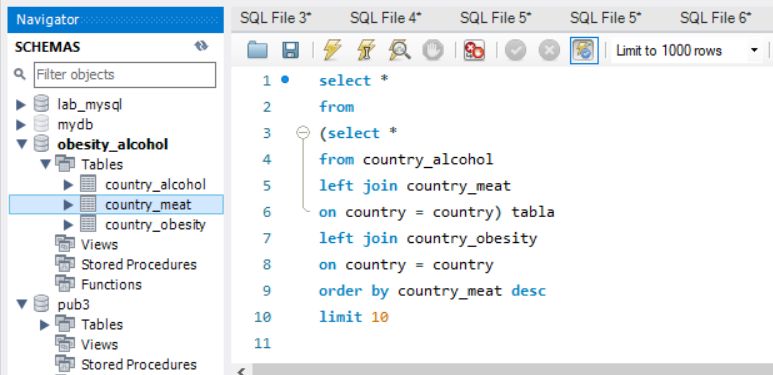 Navigator
SCHEMAS
Filter objects
lab_mysql
mydb
obesity_alcohol
Tables
country_alcohol
country_meat
country_obesity
Views
Stored Procedures
Functions
pub3
Tables
Views
Stored Procedures
SQL File 3* SQL File 4* SQL File 5* SQL File 5* SQL File 6*
Limit to 1000 rows
1 select *
2 from
3 (select *
4 from country_alcohol
5 left join country_meat
6 on country = country) tabla
7 left join country_obesity
8 on country = country
9 order by country_meat desc
10 limit 10
11